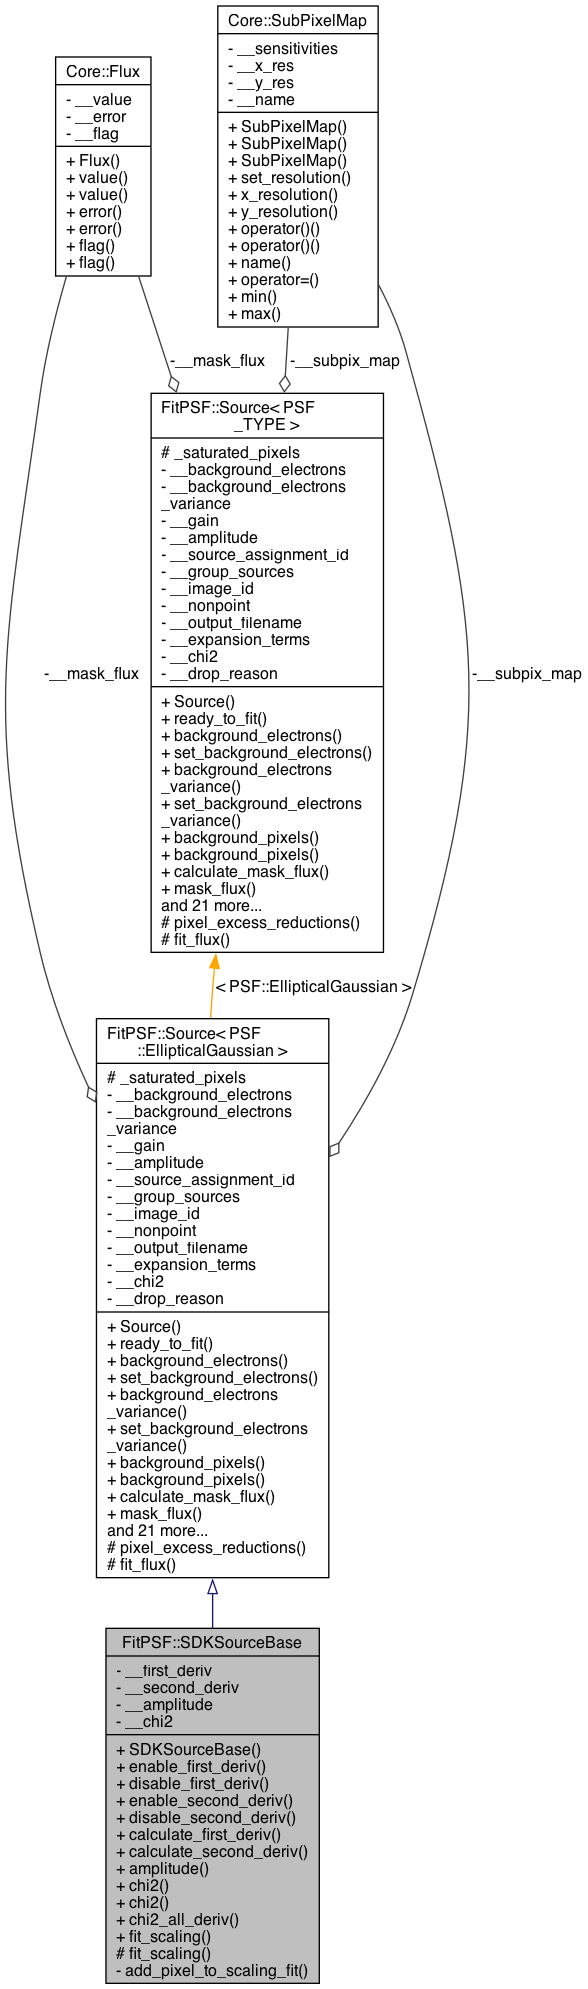 Core::SubPixelMap
- __sensitivities
- __x_res
- __y_res
- __name
+ SubPixelMap()
+ SubPixelMap()
+ SubPixelMap()
+ set_resolution()
+ x_resolution()
+ y_resolution()
+ operator()()
+ operator()()
+ name()
+ operator=()
+ min()
+ max()
Core::Flux
- __value
- __error
- __flag
+ Flux()
+ value()
+ value()
+ error()
+ error()
+ flag()
+ flag()
-__mask_flux
-__subpix_map
FitPSF::Source< PSF
_TYPE >
# _saturated_pixels
- __background_electrons
- __background_electrons
_variance
- __gain
- __amplitude
- __source_assignment_id
- __group_sources
- __image_id
- __nonpoint
- __output_filename
- __expansion_terms
- __chi2
- __drop_reason
+ Source()
+ ready_to_fit()
+ background_electrons()
+ set_background_electrons()
+ background_electrons
_variance()
+ set_background_electrons
_variance()
+ background_pixels()
+ background_pixels()
+ calculate_mask_flux()
+ mask_flux()
and 21 more...
# pixel_excess_reductions()
# fit_flux()
-__mask_flux
-__subpix_map
< PSF::EllipticalGaussian >
FitPSF::Source< PSF
::EllipticalGaussian >
# _saturated_pixels
- __background_electrons
- __background_electrons
_variance
- __gain
- __amplitude
- __source_assignment_id
- __group_sources
- __image_id
- __nonpoint
- __output_filename
- __expansion_terms
- __chi2
- __drop_reason
+ Source()
+ ready_to_fit()
+ background_electrons()
+ set_background_electrons()
+ background_electrons
_variance()
+ set_background_electrons
_variance()
+ background_pixels()
+ background_pixels()
+ calculate_mask_flux()
+ mask_flux()
and 21 more...
# pixel_excess_reductions()
# fit_flux()
FitPSF::SDKSourceBase
- __first_deriv
- __second_deriv
- __amplitude
- __chi2
+ SDKSourceBase()
+ enable_first_deriv()
+ disable_first_deriv()
+ enable_second_deriv()
+ disable_second_deriv()
+ calculate_first_deriv()
+ calculate_second_deriv()
+ amplitude()
+ chi2()
+ chi2()
+ chi2_all_deriv()
+ fit_scaling()
# fit_scaling()
- add_pixel_to_scaling_fit()